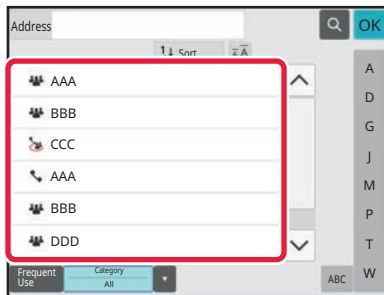 Address
OK
Sort
AAA
BBB
CCC
AAA
BBB
DDD
A
D
G
J
M
P
T
W
Frequent
Use
Category
All
ABC